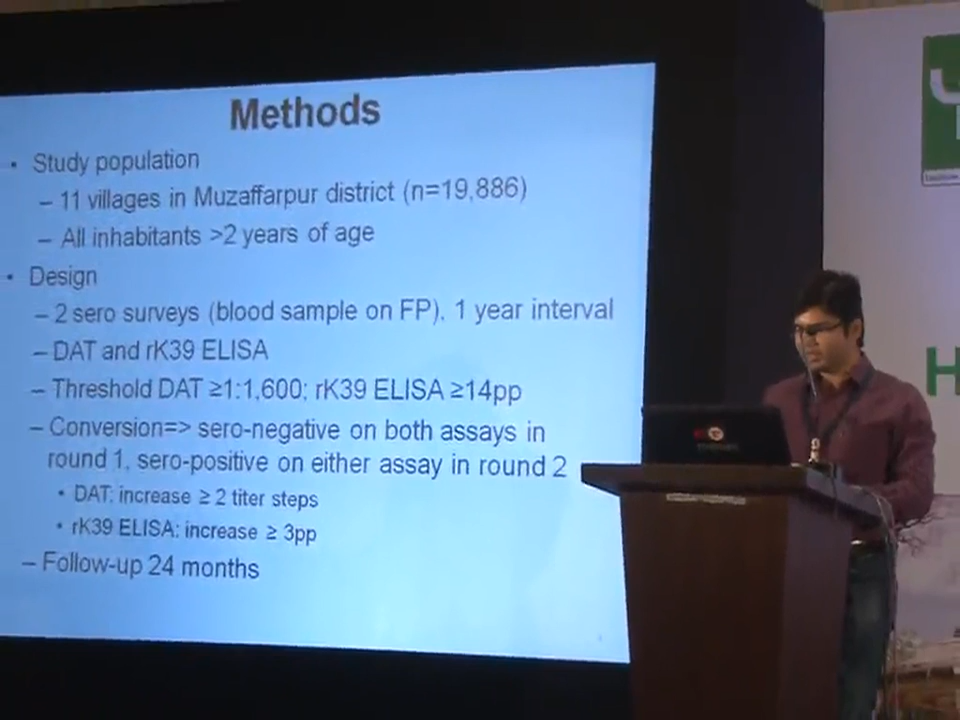 Methods
• Study population
– 11 villages in Muzaffarpur district (n=19,886)
– All inhabitants >2 years of age
• Design
– 2 sero surveys (blood sample on FP), 1 year interval
– DAT and rK39 ELISA
– Threshold DAT ≥1:1,600; rK39 ELISA ≥14pp
– Conversion=> sero-negative on both assays in
round 1, sero-positive on either assay in round 2
• DAT: increase ≥ 2 titer steps
• rK39 ELISA: increase ≥ 3pp
– Follow-up 24 months
H